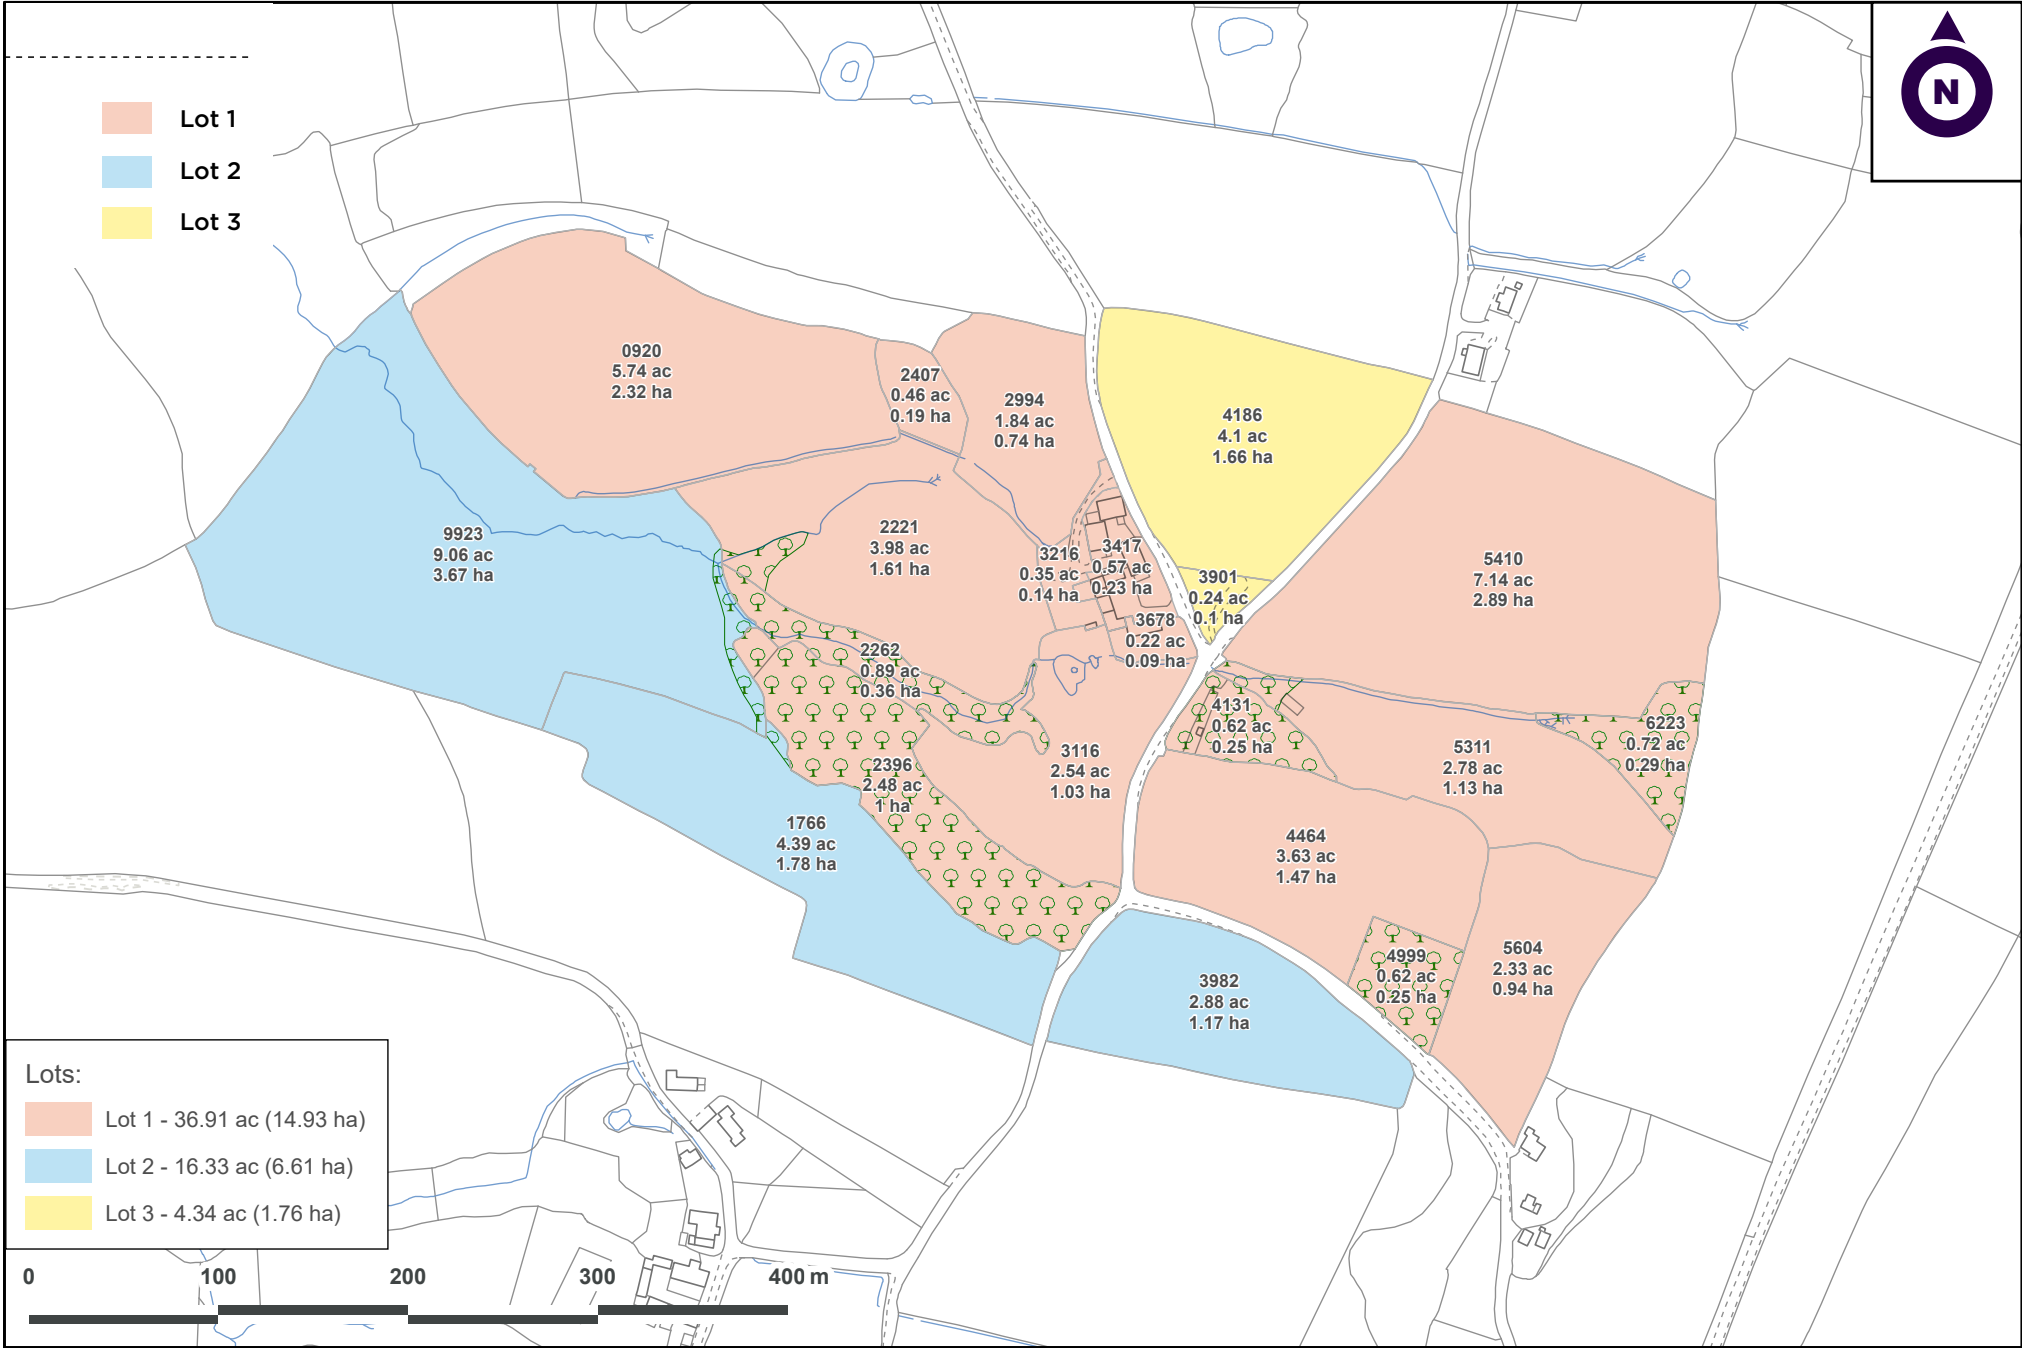 N
Lot 1
Lot 2
Lot 3
0920
5.74 ac
2.32 ha
2407
0.46 ac
0.19 ha
2994
1.84 ac
0.74 ha
4186
4.1 ac
1.66 ha
9923
9.06 ac
3.67 ha
2221
3.98 ac
1.61 ha
3216
0.35 ac
0.14 ha
3417
0.57 ac
0.23 ha
3901
0.24 ac
0.1 ha
5410
7.14 ac
2.89 ha
3678
0.22 ac
0.09 ha
2262
0.89 ac
0.36 ha
4131
0.62 ac
0.25 ha
6223
0.72 ac
0.29 ha
5311
2.78 ac
1.13 ha
3116
2.54 ac
1.03 ha
2396
2.48 ac
1 ha
1766
4.39 ac
1.78 ha
4464
3.63 ac
1.47 ha
4999
0.62 ac
0.25 ha
5604
2.33 ac
0.94 ha
3982
2.88 ac
1.17 ha
Lots:
Lot 1 - 36.91 ac (14.93 ha)
Lot 2 - 16.33 ac (6.61 ha)
Lot 3 - 4.34 ac (1.76 ha)
0 100 200 300 400 m